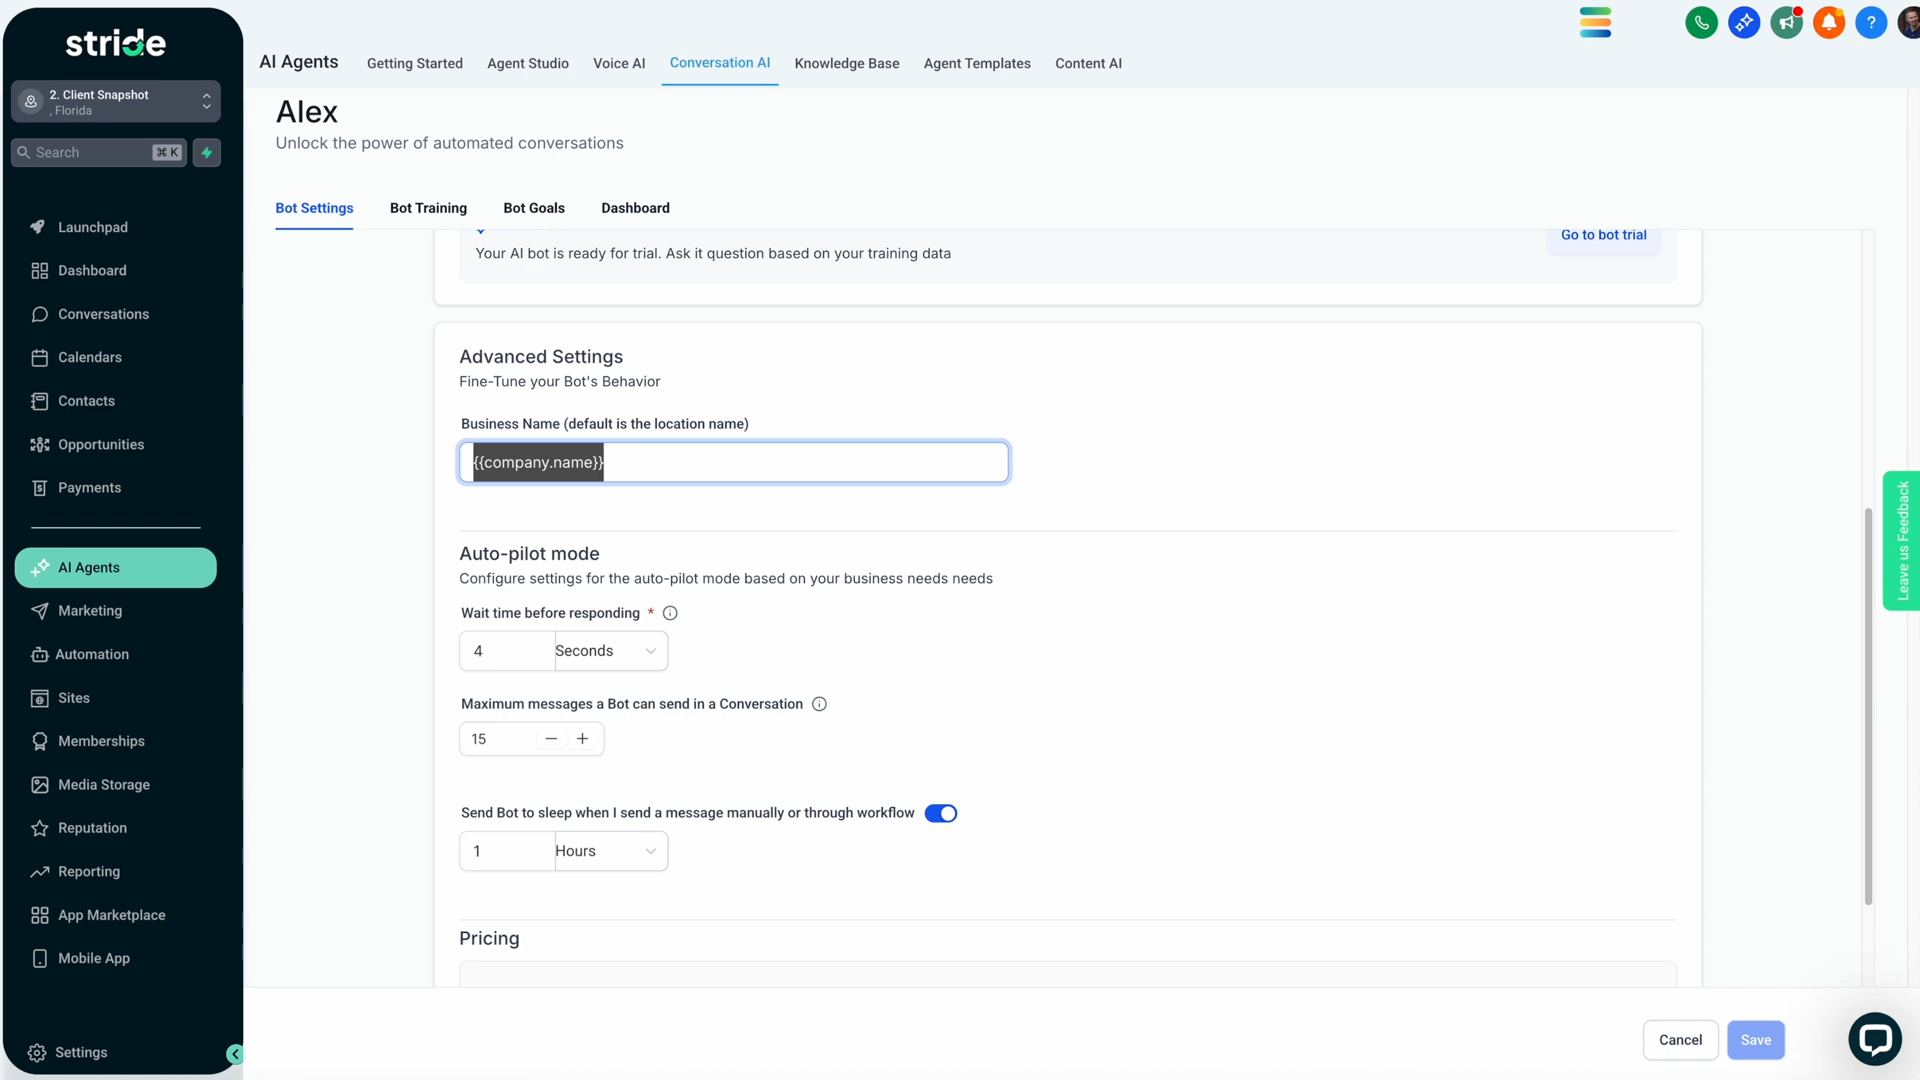 stride
2. Client Snapshot
, Florida
Search
⌘ K
Launchpad
Dashboard
Conversations
Calendars
Contacts
Opportunities
Payments
AI Agents
Marketing
Automation
Sites
Memberships
Media Storage
Reputation
Reporting
App Marketplace
Mobile App
Settings
AI Agents
Getting Started
Agent Studio
Voice AI
Conversation AI
Knowledge Base
Agent Templates
Content AI
Alex
Unlock the power of automated conversations
Bot Settings
Bot Training
Bot Goals
Dashboard
Your AI bot is ready for trial. Ask it question based on your training data
Go to bot trial
Advanced Settings
Fine-Tune your Bot's Behavior
Business Name (default is the location name)
{{company.name}}
Auto-pilot mode
Configure settings for the auto-pilot mode based on your business needs needs
Wait time before responding *
4 Seconds
Maximum messages a Bot can send in a Conversation
15 − +
Send Bot to sleep when I send a message manually or through workflow
1 Hours
Pricing
Cancel
Save
Leave us Feedback